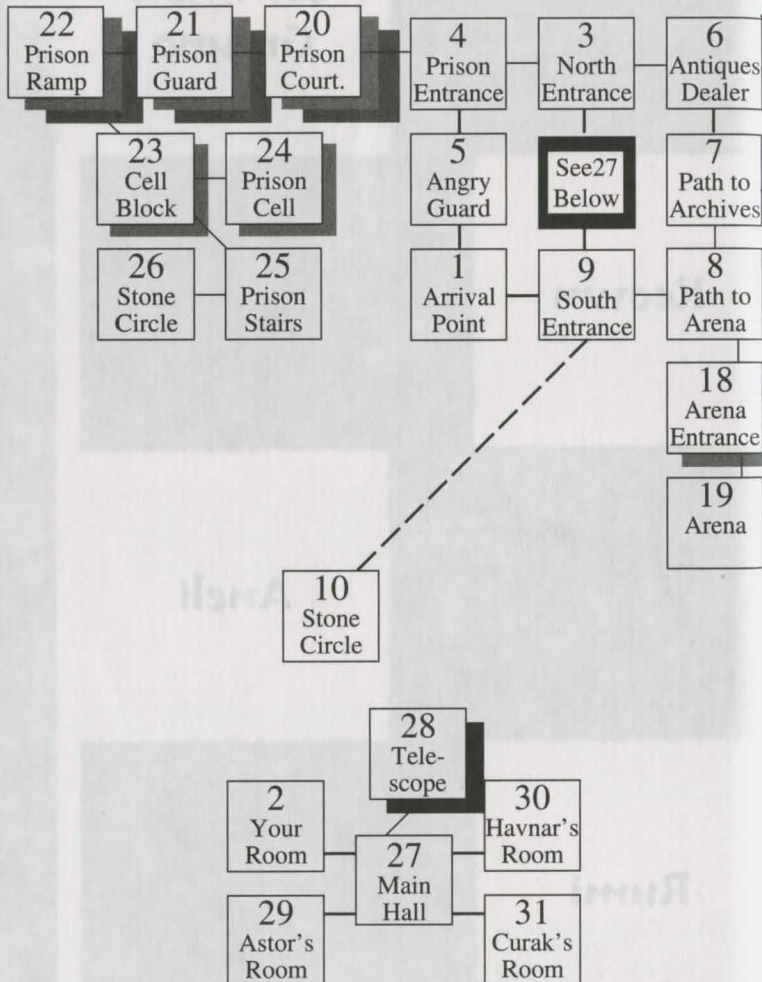 22
Prison
Ramp
21
Prison
Guard
20
Prison
Court.
4
Prison
Entrance
3
North
Entrance
6
Antiques
Dealer
23
Cell
Block
24
Prison
Cell
5
Angry
Guard
See27
Below
7
Path to
Archives
26
Stone
Circle
25
Prison
Stairs
1
Arrival
Point
9
South
Entrance
8
Path to
Arena
18
Arena
Entrance
19
Arena
10
Stone
Circle
28
Tele-
scope
2
Your
Room
27
Main
Hall
30
Havnar's
Room
29
Astor's
Room
31
Curak's
Room